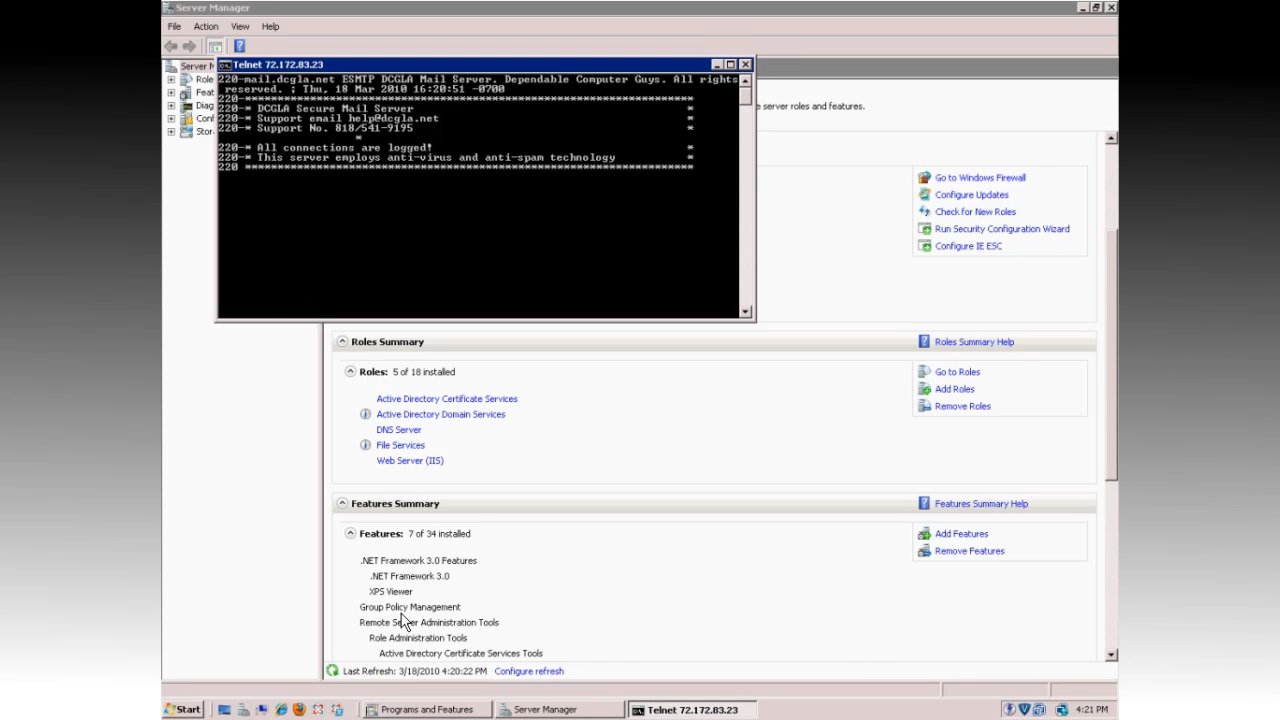 Server Manager
File Action View Help
Telnet 72.172.83.23
Server M
Role
Feat
Diag
Conf
Stor
220-mail.dcgla.net ESMTP DCGLA Mail Server. Dependable Computer Guys. All rights
reserved. ; Thu, 18 Mar 2010 16:20:51 -0700
220-**********************************************************************
220-* DCGLA Secure Mail Server *
220-* Support email help@dcgla.net *
220-* Support No. 818/541-9195 *
*
220-* All connections are logged! *
220-* This server employs anti-virus and anti-spam technology *
220 **********************************************************************
e server roles and features.
Go to Windows Firewall
Configure Updates
Check for New Roles
Run Security Configuration Wizard
Configure IE ESC
Roles Summary
Roles Summary Help
Roles: 5 of 18 installed
Go to Roles
Add Roles
Remove Roles
Active Directory Certificate Services
Active Directory Domain Services
DNS Server
File Services
Web Server (IIS)
Features Summary
Features Summary Help
Features: 7 of 34 installed
Add Features
Remove Features
.NET Framework 3.0 Features
.NET Framework 3.0
XPS Viewer
Group Policy Management
Remote Server Administration Tools
Role Administration Tools
Active Directory Certificate Services Tools
Last Refresh: 3/18/2010 4:20:22 PM Configure refresh
Start Programs and Features Server Manager Telnet 72.172.83.23 4:21 PM